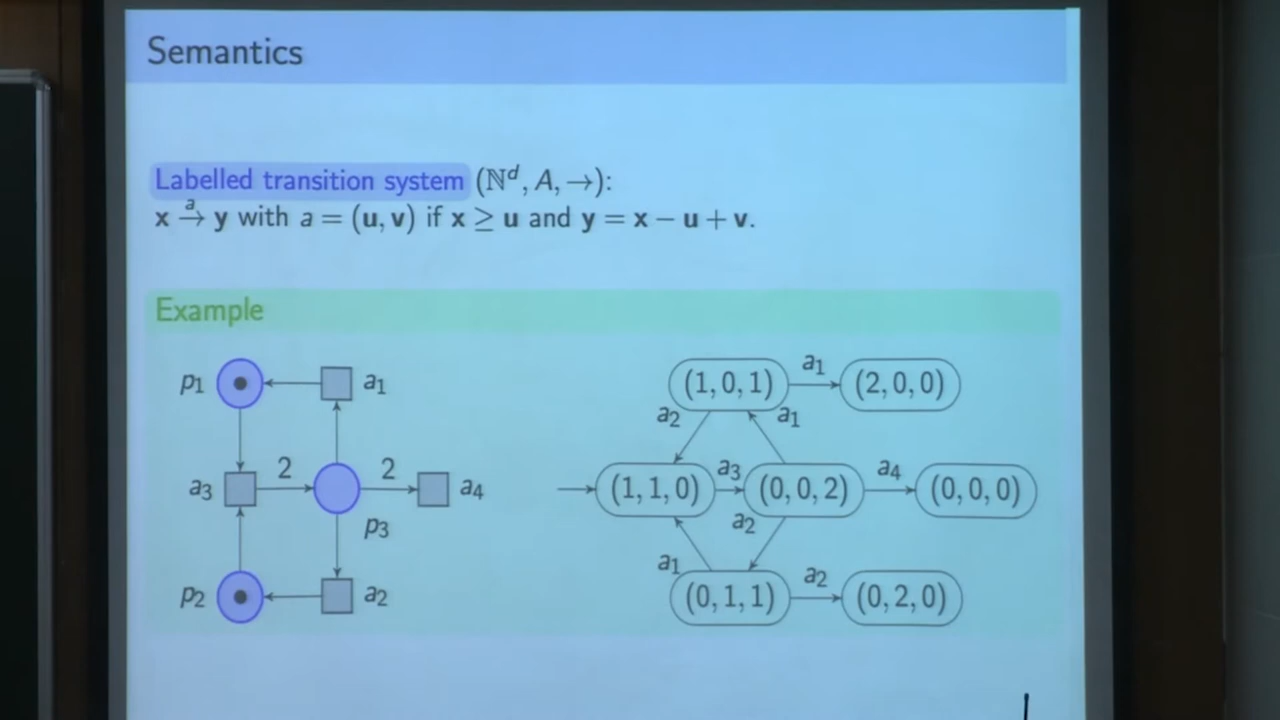 Semantics
Labelled transition system (ℕᵈ, A, →):
x →ᵃ y with a = (u, v) if x ≥ u and y = x − u + v.
Example
p₁ a₁ (1, 0, 1) a₁ (2, 0, 0)
a₂ a₁
a₃ 2 2 a₄ (1, 1, 0) a₃ (0, 0, 2) a₄ (0, 0, 0)
p₃ a₂
a₁
p₂ a₂ (0, 1, 1) a₂ (0, 2, 0)